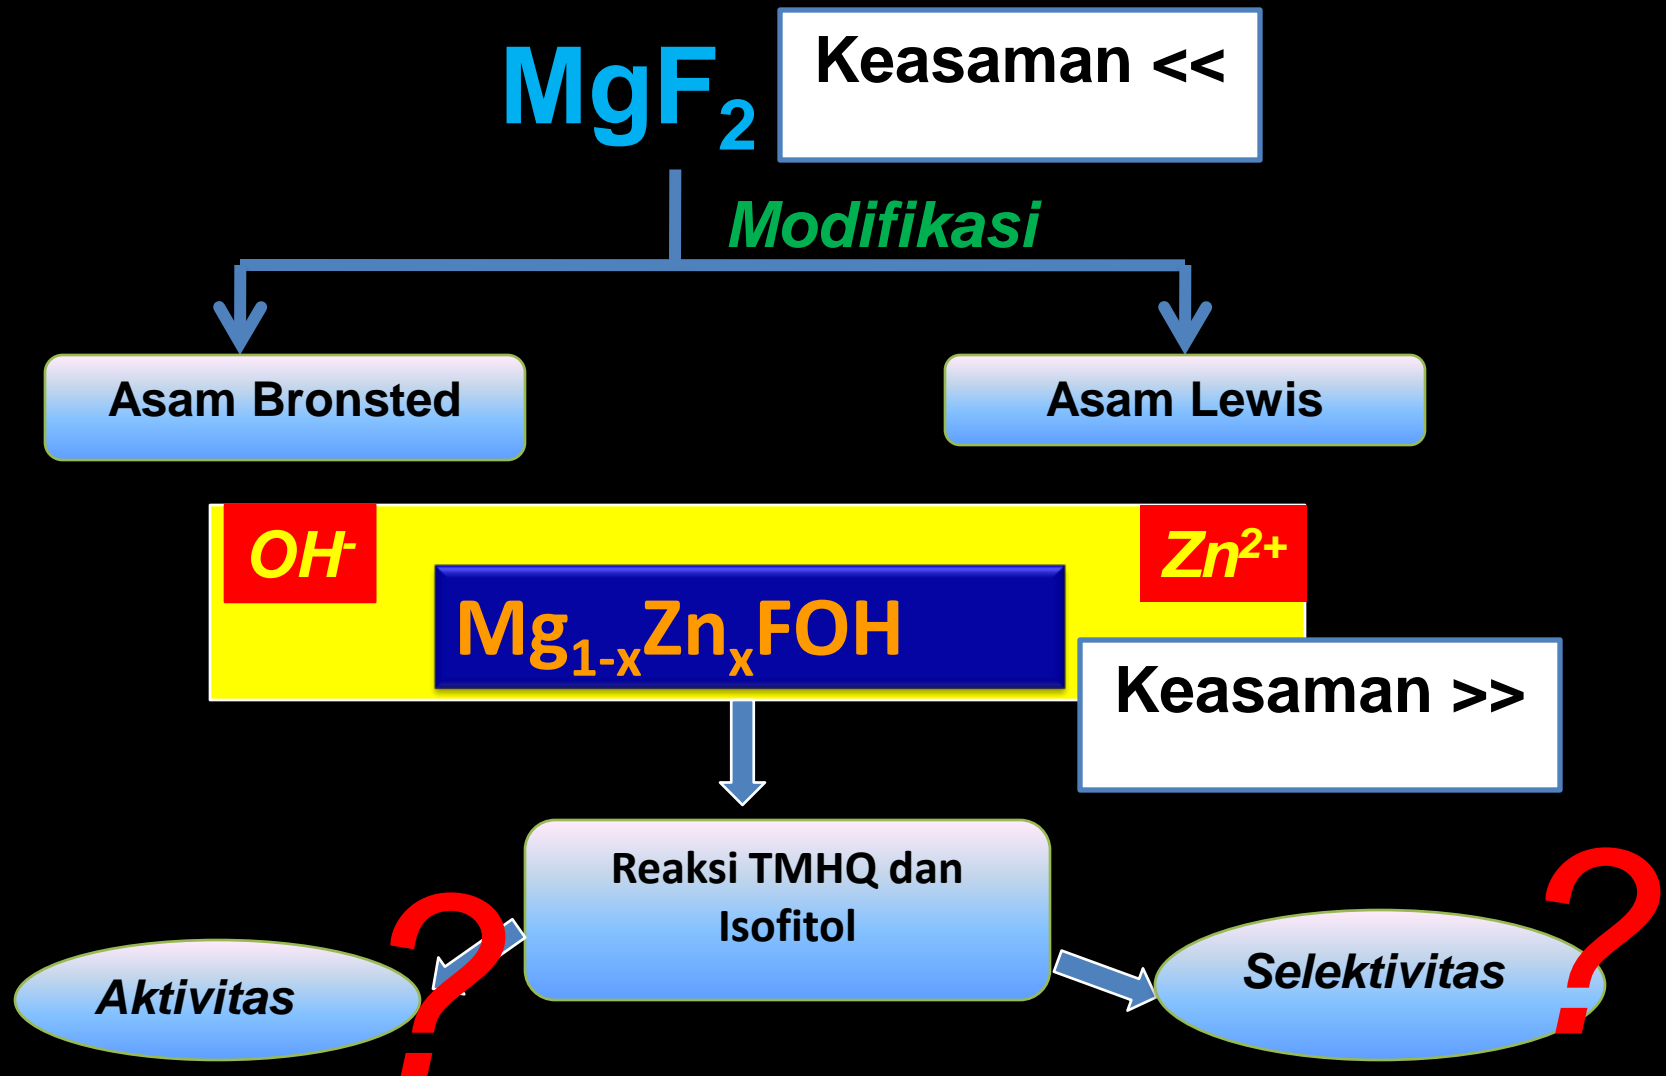 MgF₂
Keasaman <<
Modifikasi
Asam Bronsted
Asam Lewis
OH⁻
Zn²⁺
Mg₁₋ₓZnₓFOH
Keasaman >>
Reaksi TMHQ dan
Isofitol
Aktivitas
?
Selektivitas
?